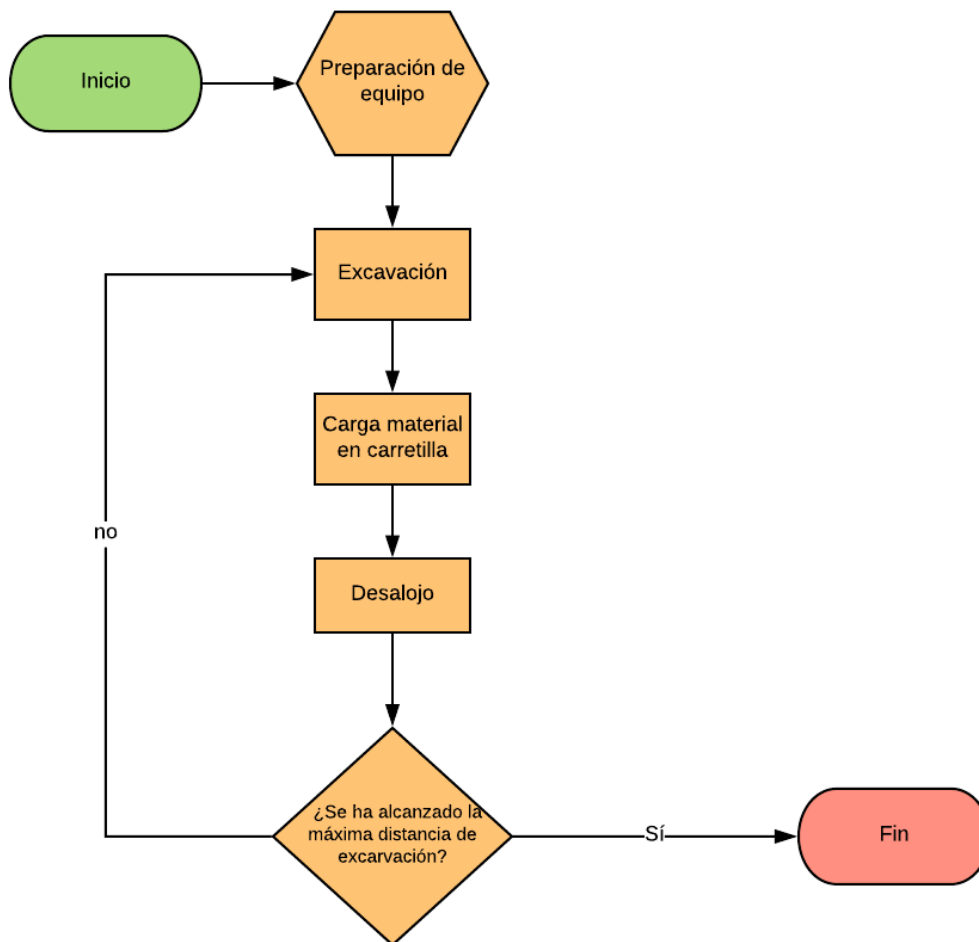 Inicio
Preparación de
equipo
Excavación
Carga material
en carretilla
no
Desalojo
¿Se ha alcanzado la
máxima distancia de
excarvación?
Sí
Fin